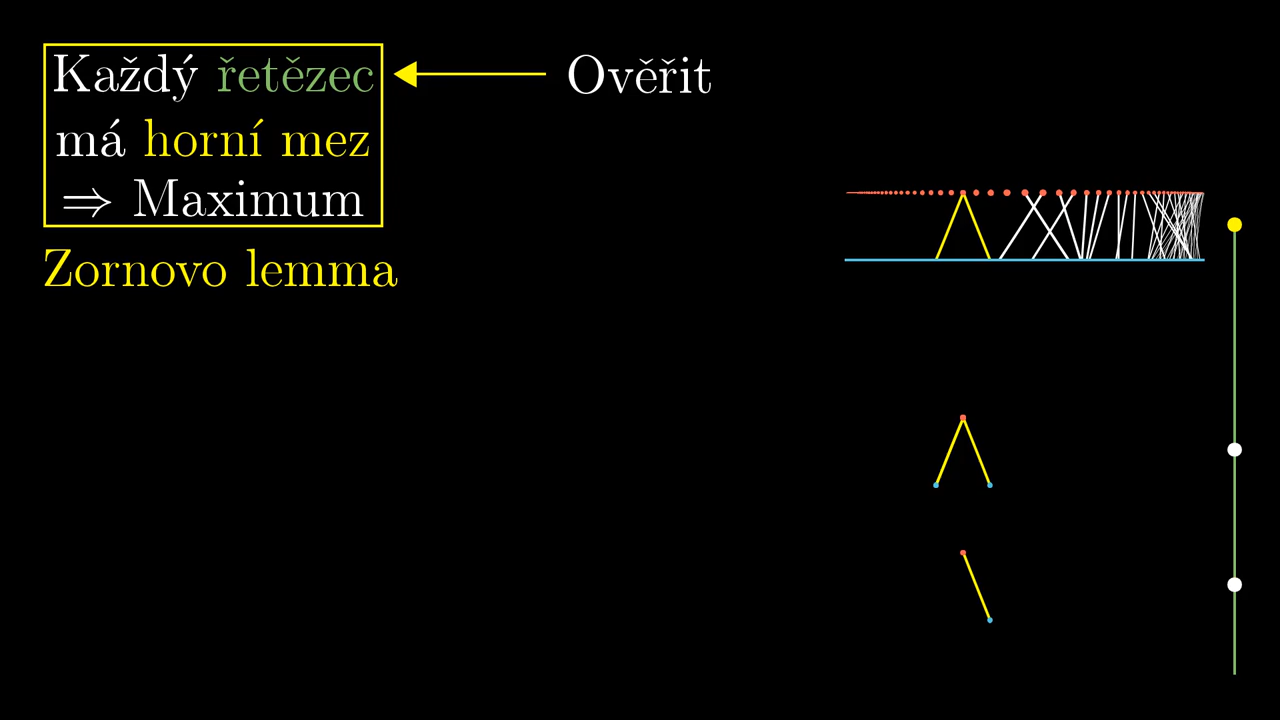 Každý řetězec
má horní mez
⇒ Maximum
Zornovo lemma
Ověřit